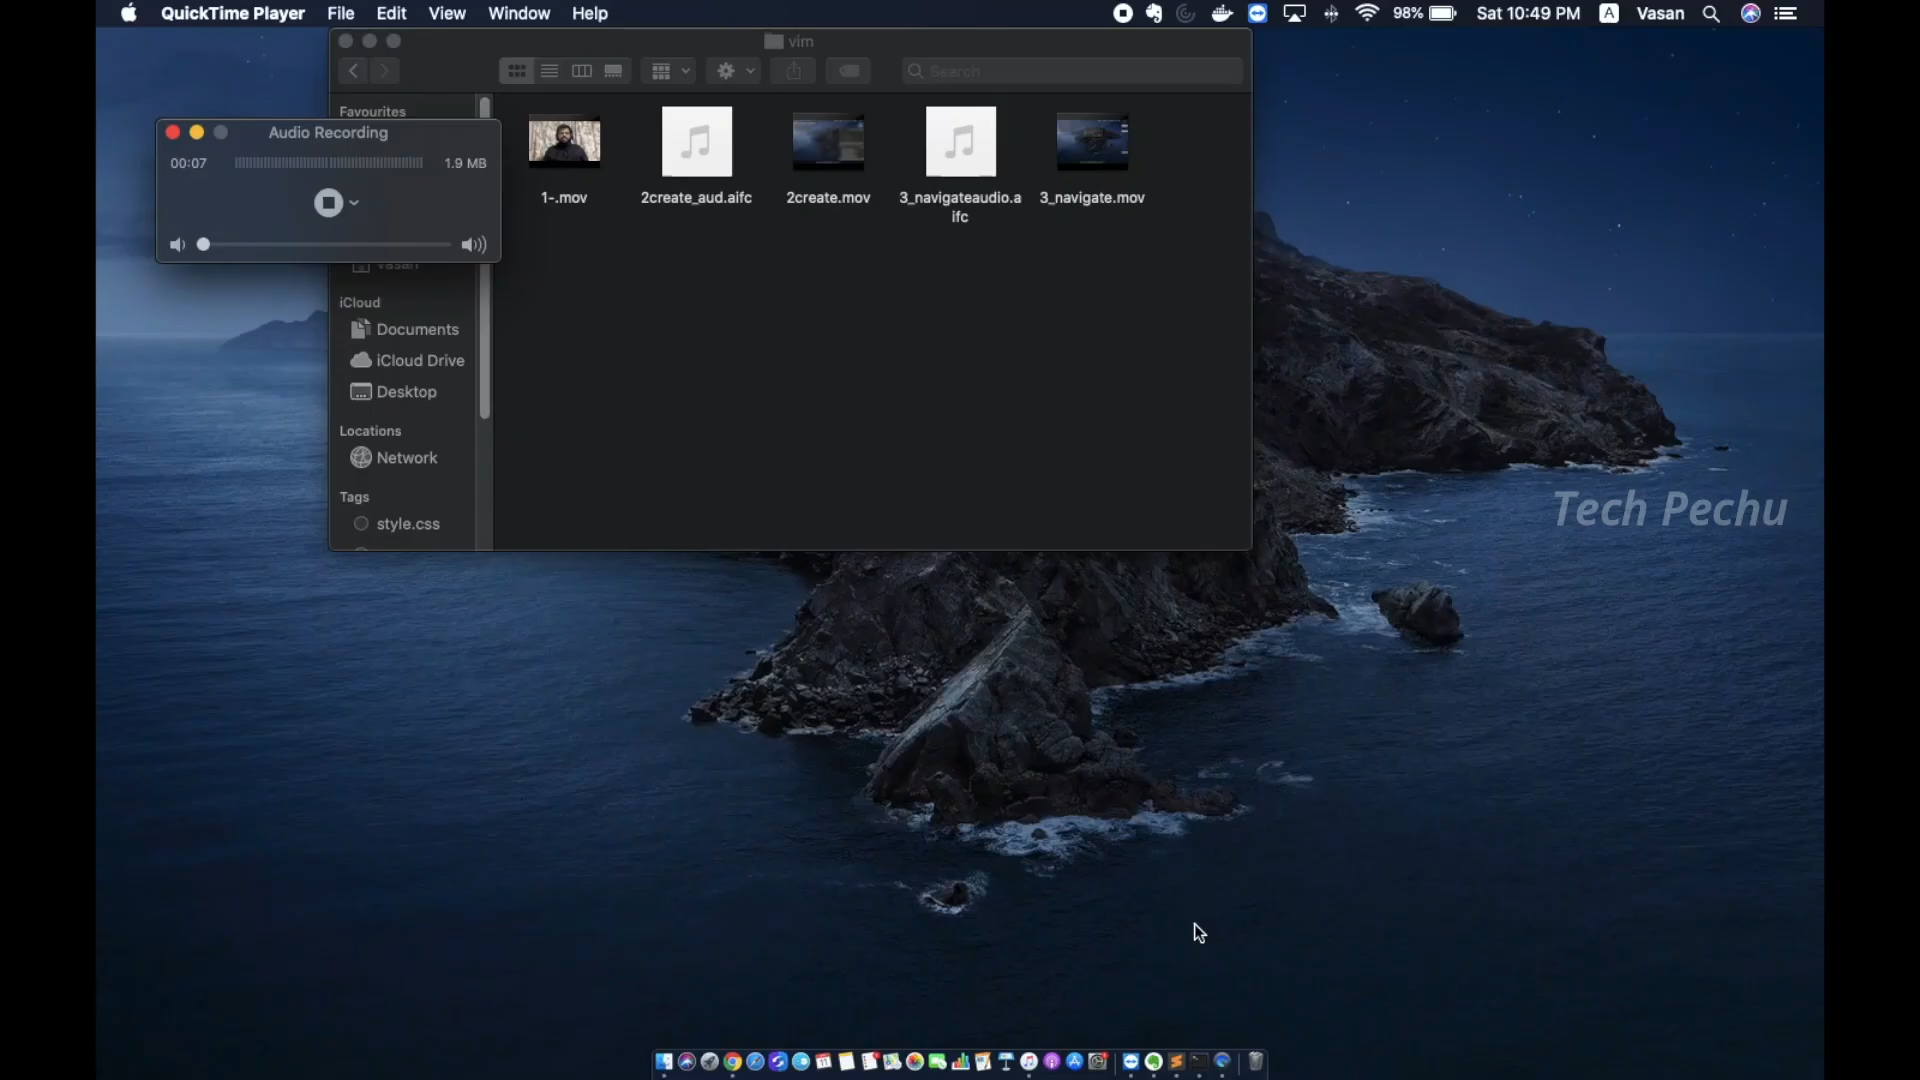 QuickTime Player File Edit View Window Help 98% Sat 10:49 PM A Vasan
vim
Search
Favourites
Audio Recording
00:07 1.9 MB
1-.mov 2create_aud.aifc 2create.mov 3_navigateaudio.a 3_navigate.mov
ifc
vasan
iCloud
Documents
iCloud Drive
Desktop
Locations
Network
Tags
style.css
Tech Pechu